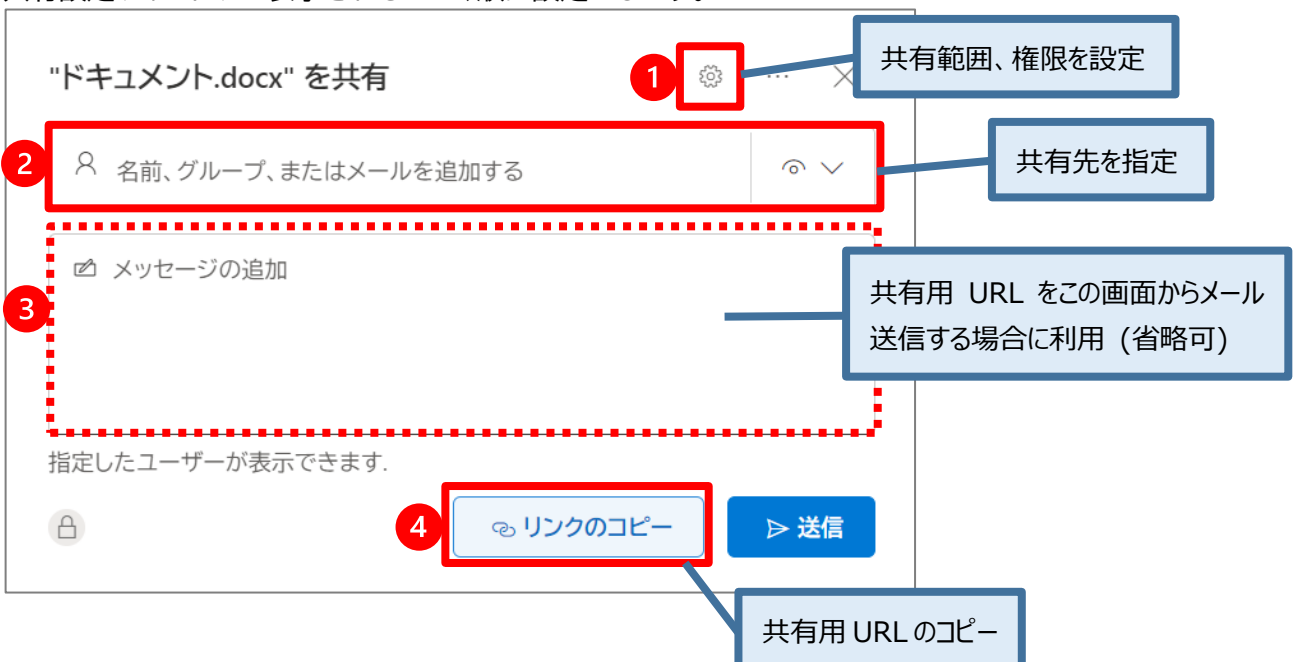 "ドキュメント.docx" を共有
1
…
共有範囲、権限を設定
2
名前、グループ、またはメールを追加する
共有先を指定
3
メッセージの追加
共有用 URL をこの画面からメール
送信する場合に利用 (省略可)
指定したユーザーが表示できます.
4
リンクのコピー
送信
共有用 URL のコピー